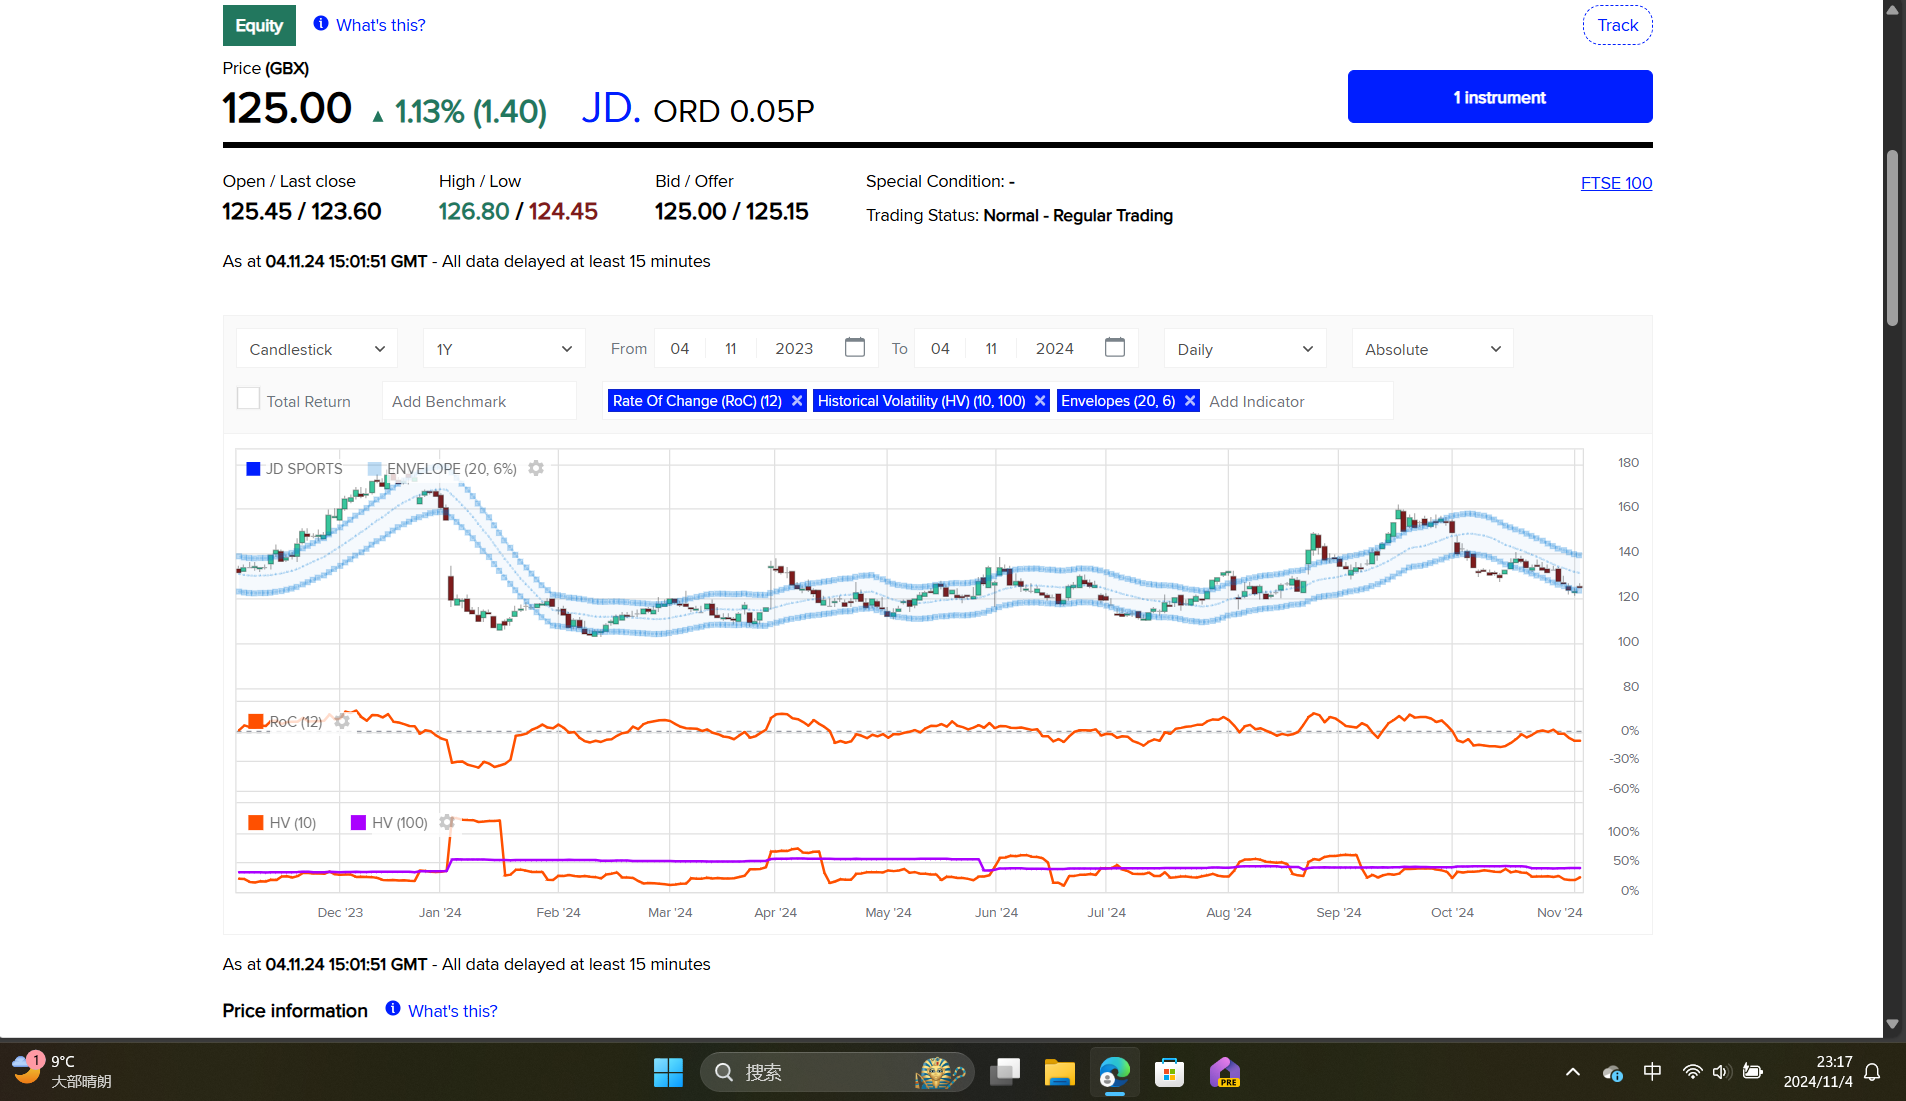 Equity What's this? Track
Price (GBX)
125.00 ▲ 1.13% (1.40) JD. ORD 0.05P
1 instrument
Open / Last close High / Low Bid / Offer Special Condition: - FTSE 100
125.45 / 123.60 126.80 / 124.45 125.00 / 125.15 Trading Status: Normal - Regular Trading
As at 04.11.24 15:01:51 GMT - All data delayed at least 15 minutes
Candlestick 1Y From 04 11 2023 To 04 11 2024 Daily Absolute
Total Return Add Benchmark Rate Of Change (RoC) (12) × Historical Volatility (HV) (10, 100) × Envelopes (20, 6) × Add Indicator
JD SPORTS ENVELOPE (20, 6%)
180
160
140
120
100
80
RoC (12)
0%
-30%
-60%
HV (10) HV (100)
100%
50%
0%
Dec '23 Jan '24 Feb '24 Mar '24 Apr '24 May '24 Jun '24 Jul '24 Aug '24 Sep '24 Oct '24 Nov '24
As at 04.11.24 15:01:51 GMT - All data delayed at least 15 minutes
Price information What's this?
1 9°C
大部晴朗
搜索
PRE
中
23:17
2024/11/4